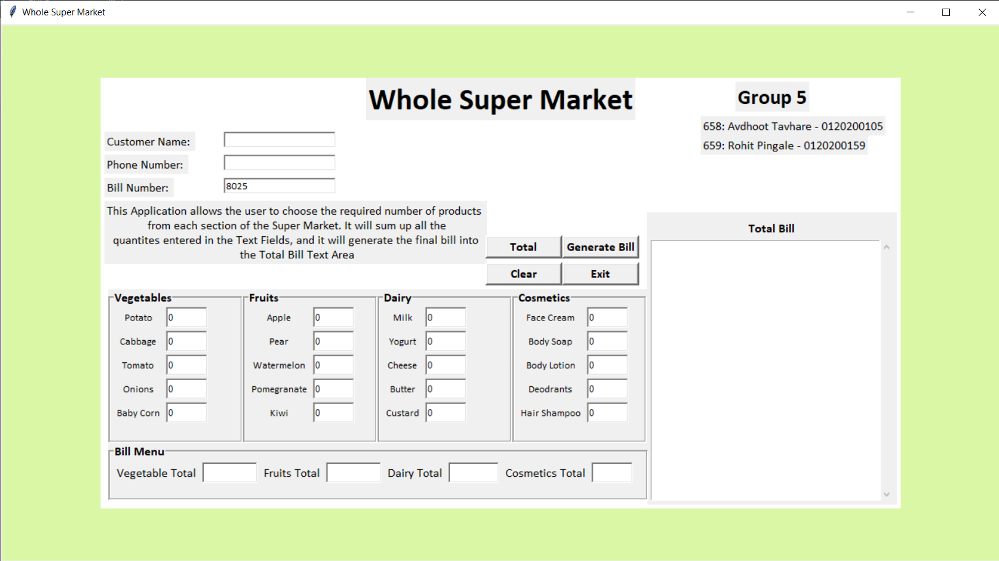 Whole Super Market
Whole Super Market
Group 5
658: Avdhoot Tavhare - 0120200105
659: Rohit Pingale - 0120200159
Customer Name:
Phone Number:
Bill Number: 8025
This Application allows the user to choose the required number of products
from each section of the Super Market. It will sum up all the
quantites entered in the Text Fields, and it will generate the final bill into
the Total Bill Text Area
Total Generate Bill
Clear Exit
Total Bill
Vegetables
Potato 0
Cabbage 0
Tomato 0
Onions 0
Baby Corn 0
Fruits
Apple 0
Pear 0
Watermelon 0
Pomegranate 0
Kiwi 0
Dairy
Milk 0
Yogurt 0
Cheese 0
Butter 0
Custard 0
Cosmetics
Face Cream 0
Body Soap 0
Body Lotion 0
Deodrants 0
Hair Shampoo 0
Bill Menu
Vegetable Total Fruits Total Dairy Total Cosmetics Total